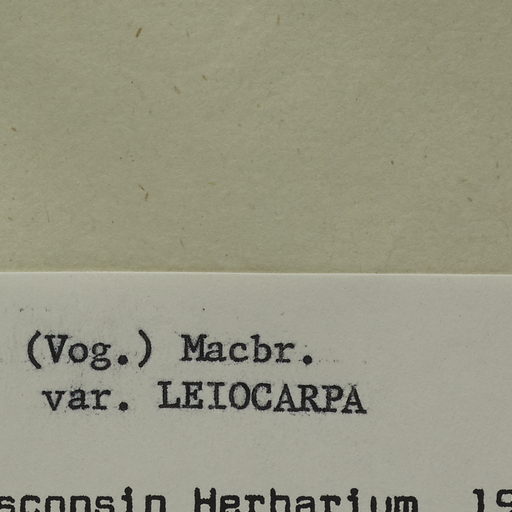 (Vog.) Macbr.
var. LEIOCARPA
sconsin Herbarium 19